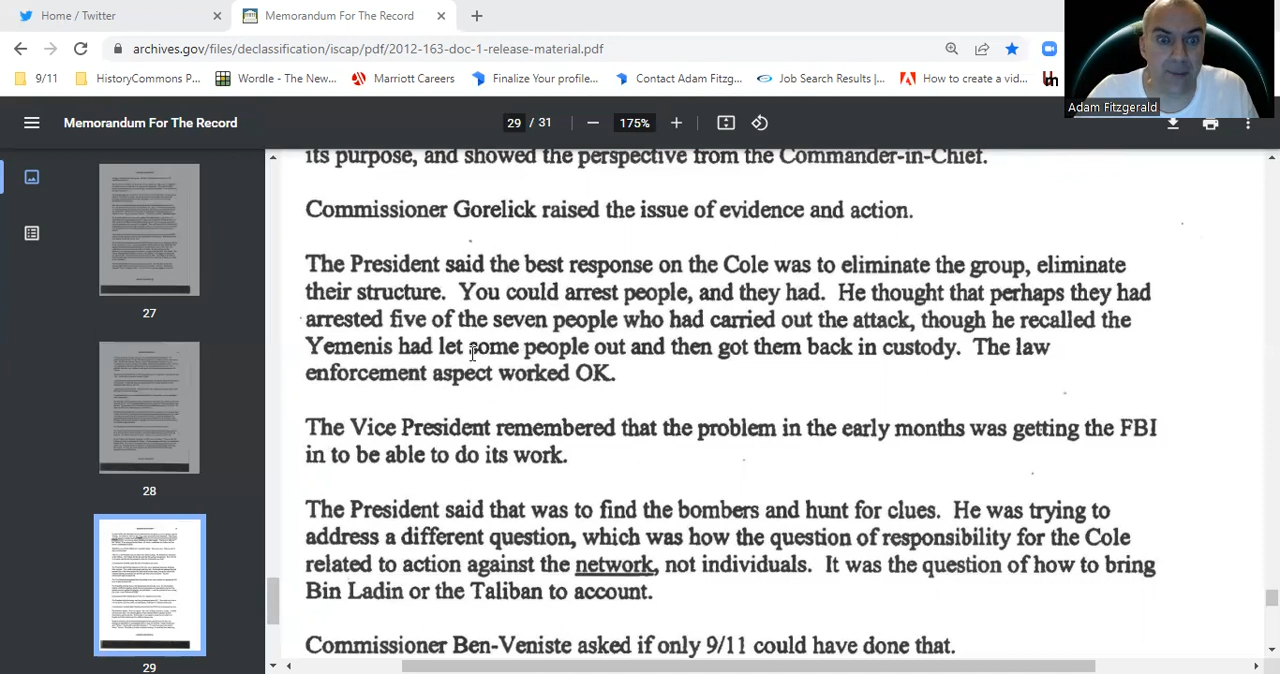 Home / Twitter
Memorandum For The Record
archives.gov/files/declassification/iscap/pdf/2012-163-doc-1-release-material.pdf
9/11
HistoryCommons P...
Wordle - The New...
Marriott Careers
Finalize Your profile...
Contact Adam Fitzg...
Job Search Results |...
How to create a vid...
Adam Fitzgerald
Memorandum For The Record
29 / 31
175%
27
28
29
its purpose, and showed the perspective from the Commander-in-Chief.
Commissioner Gorelick raised the issue of evidence and action.
The President said the best response on the Cole was to eliminate the group, eliminate
their structure. You could arrest people, and they had. He thought that perhaps they had
arrested five of the seven people who had carried out the attack, though he recalled the
Yemenis had let some people out and then got them back in custody. The law
enforcement aspect worked OK.
The Vice President remembered that the problem in the early months was getting the FBI
in to be able to do its work.
The President said that was to find the bombers and hunt for clues. He was trying to
address a different question, which was how the question of responsibility for the Cole
related to action against the network, not individuals. It was the question of how to bring
Bin Ladin or the Taliban to account.
Commissioner Ben-Veniste asked if only 9/11 could have done that.